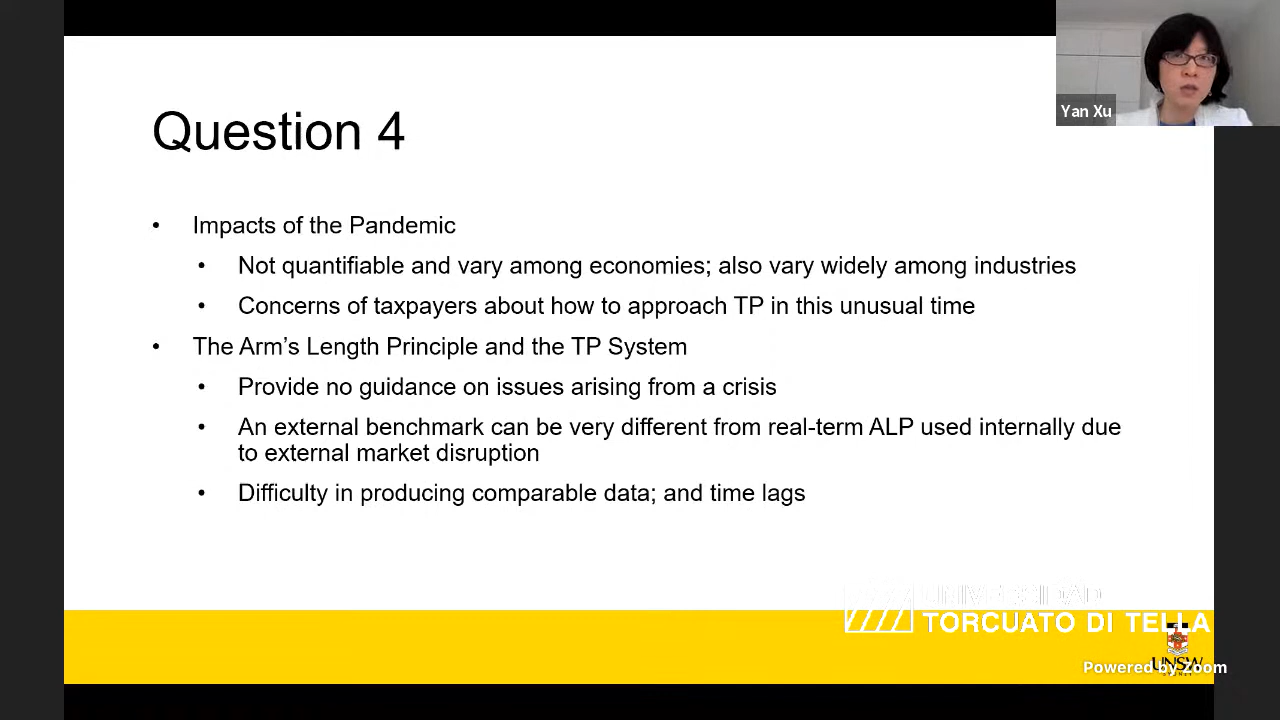 Yan Xu
Question 4
• Impacts of the Pandemic
• Not quantifiable and vary among economies; also vary widely among industries
• Concerns of taxpayers about how to approach TP in this unusual time
• The Arm’s Length Principle and the TP System
• Provide no guidance on issues arising from a crisis
• An external benchmark can be very different from real-term ALP used internally due
to external market disruption
• Difficulty in producing comparable data; and time lags
UNIVERSIDAD
TORCUATO DI TELLA
UNSW
Powered by Zoom